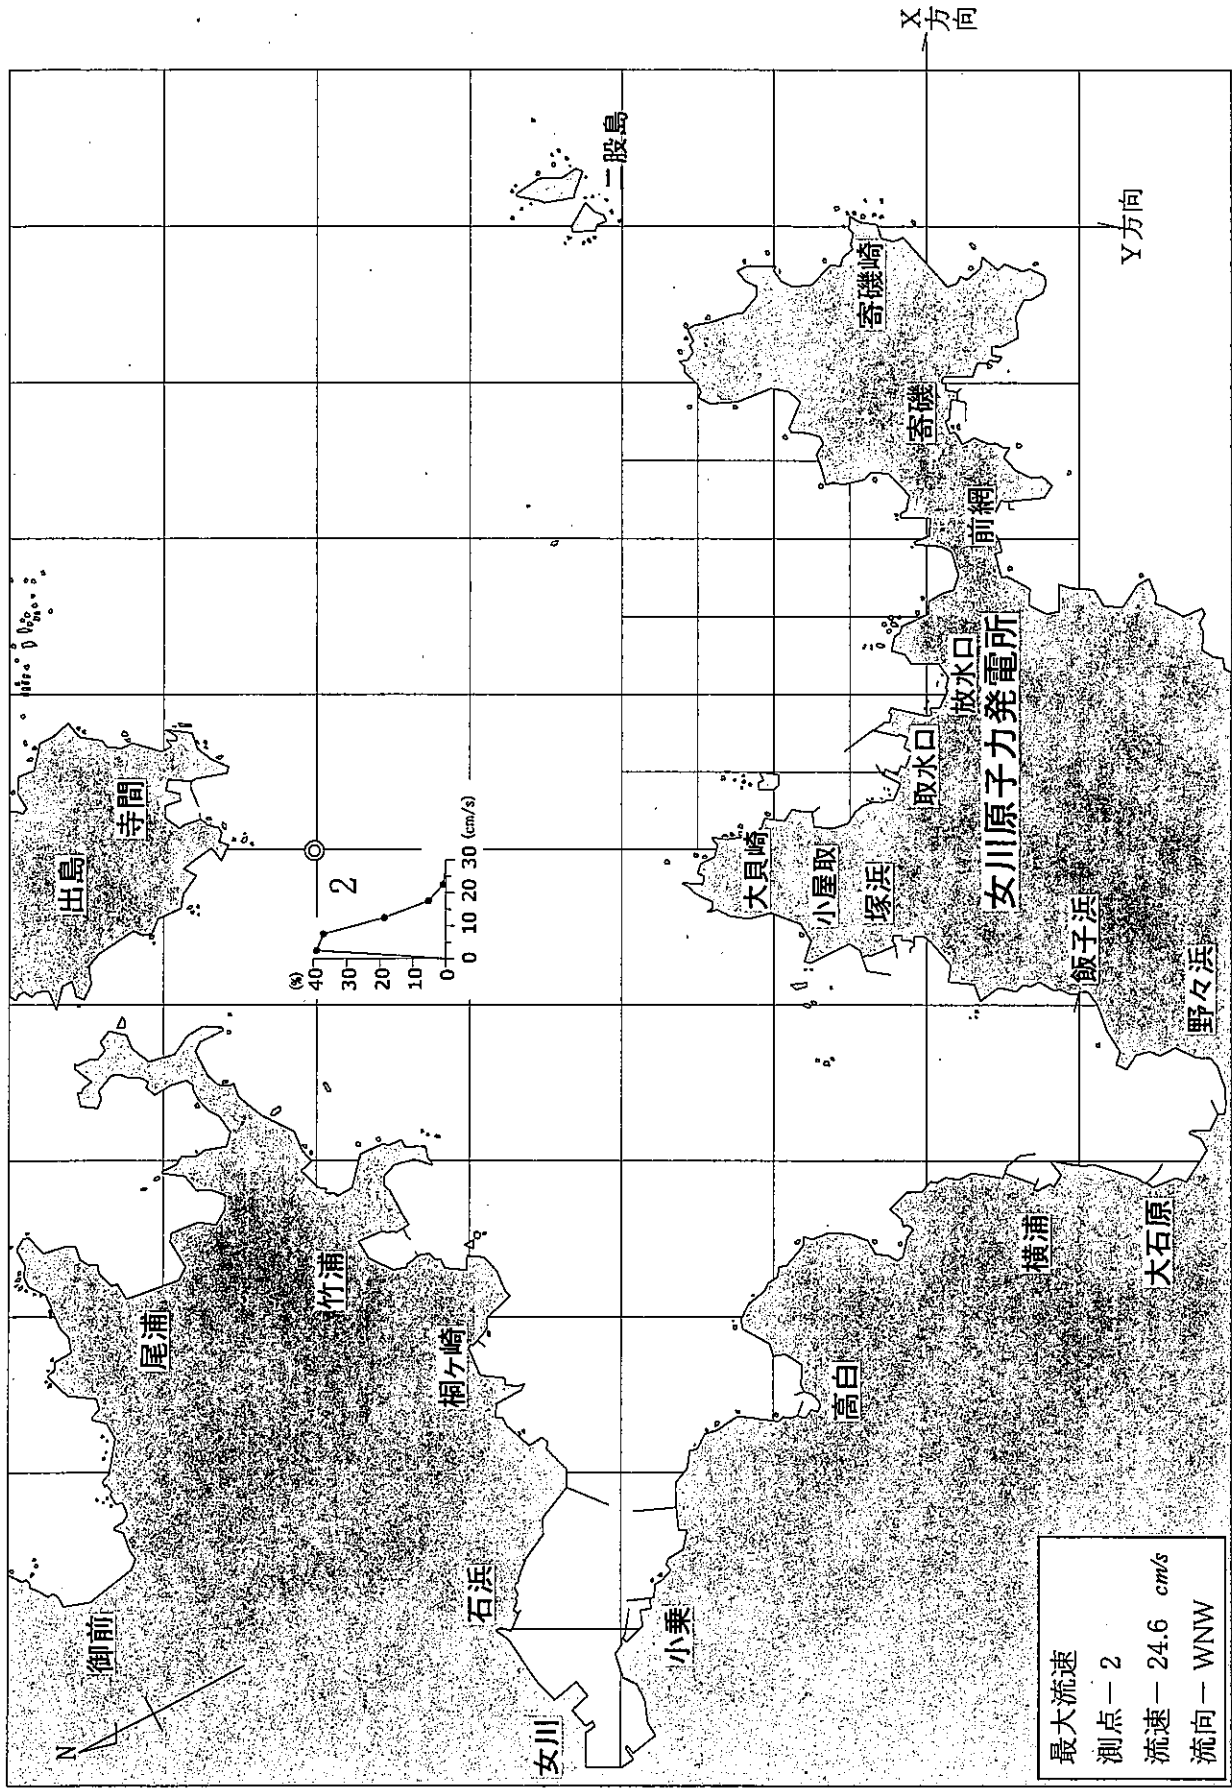 N
御前
尾浦
竹浦
桐ヶ崎
石浜
女川
小乗
高白
横浦
大石原
野々浜
飯子浜
塚浜
小屋取
大貝崎
取水口
放水口
女川原子力発電所
前網
寄磯
寄磯崎
二股島
出島
寺間
2
(%)
40
30
20
10
0
0 10 20 30 (cm/s)
X方向
Y方向
最大流速
測点－2
流速－24.6 cm/s
流向－WNW